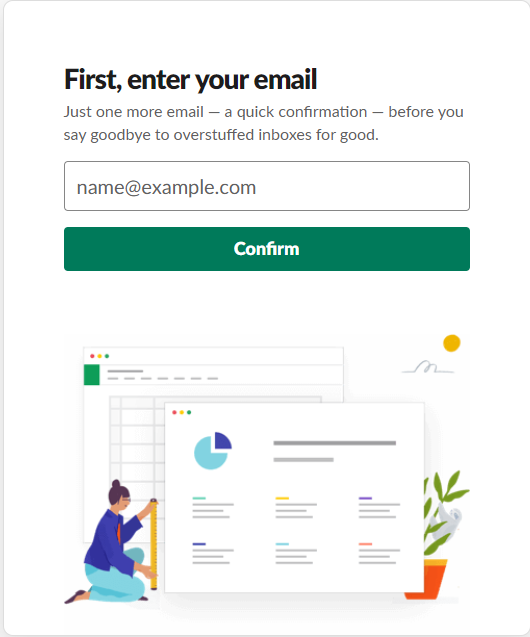 First, enter your email
Just one more email — a quick confirmation — before you
say goodbye to overstuffed inboxes for good.
name@example.com
Confirm